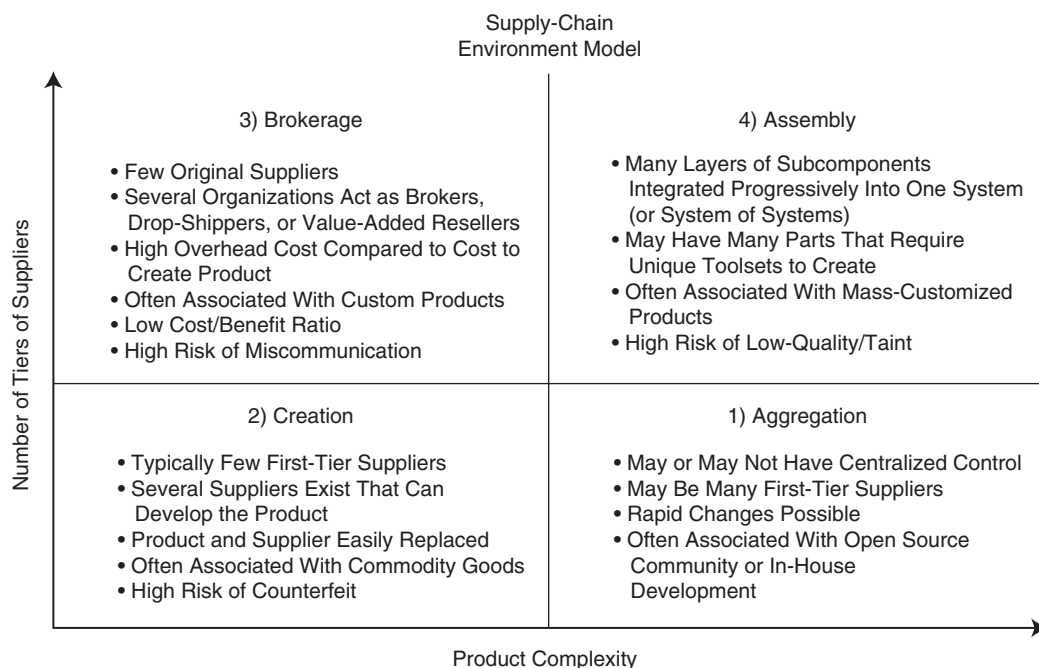 Supply-Chain
Environment Model
Number of Tiers of Suppliers
3) Brokerage
• Few Original Suppliers
• Several Organizations Act as Brokers,
Drop-Shippers, or Value-Added Resellers
• High Overhead Cost Compared to Cost to
Create Product
• Often Associated With Custom Products
• Low Cost/Benefit Ratio
• High Risk of Miscommunication
4) Assembly
• Many Layers of Subcomponents
Integrated Progressively Into One System
(or System of Systems)
• May Have Many Parts That Require
Unique Toolsets to Create
• Often Associated With Mass-Customized
Products
• High Risk of Low-Quality/Taint
2) Creation
• Typically Few First-Tier Suppliers
• Several Suppliers Exist That Can
Develop the Product
• Product and Supplier Easily Replaced
• Often Associated With Commodity Goods
• High Risk of Counterfeit
1) Aggregation
• May or May Not Have Centralized Control
• May Be Many First-Tier Suppliers
• Rapid Changes Possible
• Often Associated With Open Source
Community or In-House
Development
Product Complexity